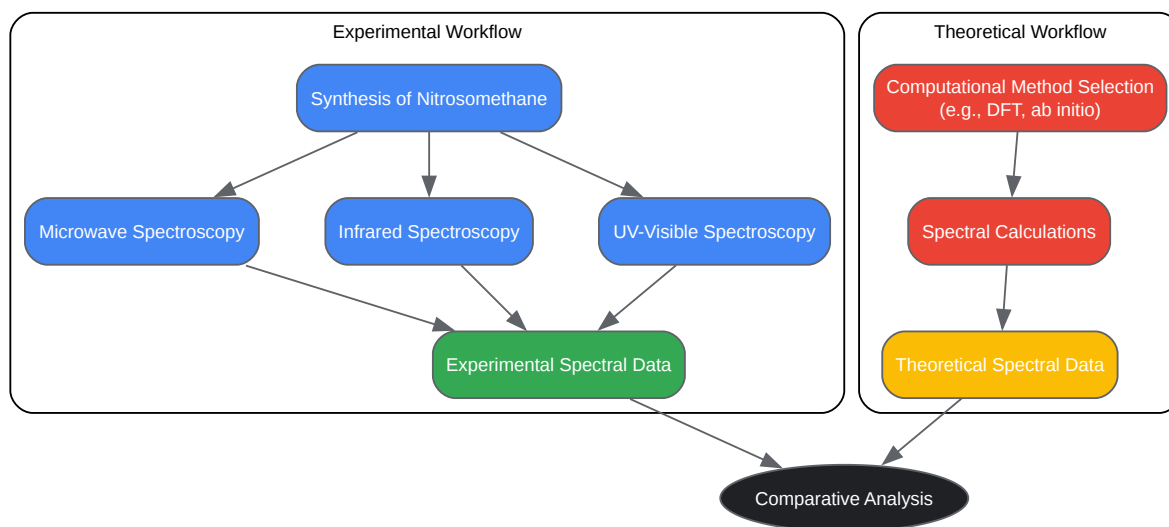 Experimental Workflow
Theoretical Workflow
Synthesis of Nitrosomethane
Computational Method Selection
(e.g., DFT, ab initio)
Microwave Spectroscopy
Infrared Spectroscopy
UV-Visible Spectroscopy
Spectral Calculations
Experimental Spectral Data
Theoretical Spectral Data
Comparative Analysis